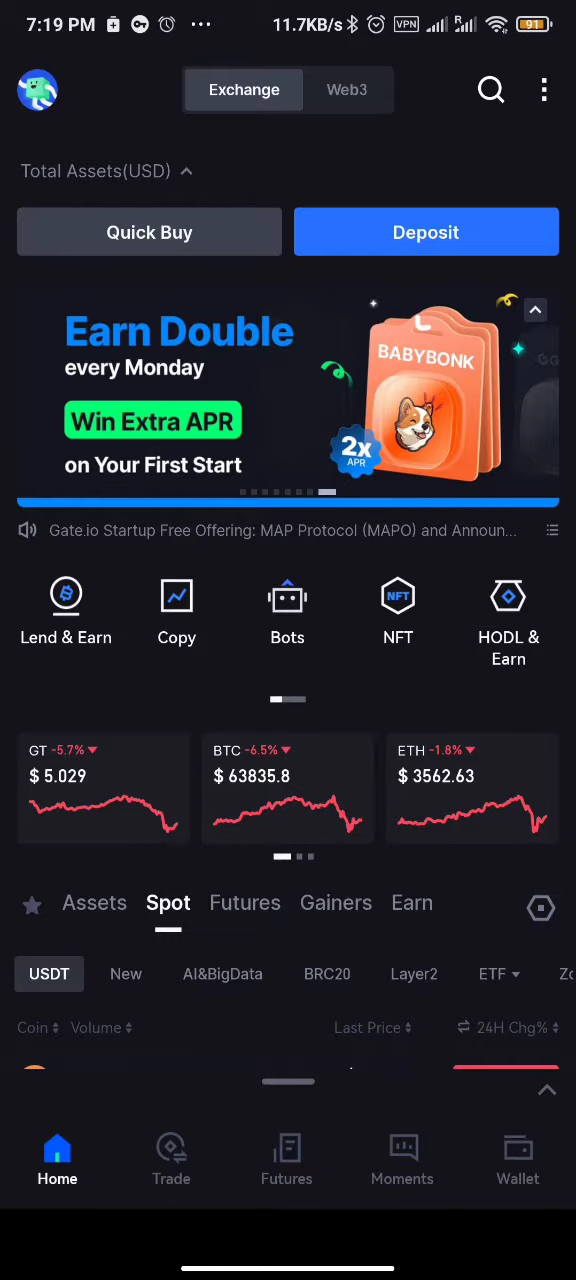 7:19 PM 11.7KB/s VPN R 91
Exchange Web3
Total Assets(USD)
Quick Buy Deposit
Earn Double
every Monday
Win Extra APR
on Your First Start
BABYBONK
2x
APR
Gate.io Startup Free Offering: MAP Protocol (MAPO) and Announ...
NFT
Lend & Earn Copy Bots NFT HODL &
Earn
GT -5.7% BTC -6.5% ETH -1.8%
$ 5.029 $ 63835.8 $ 3562.63
Assets Spot Futures Gainers Earn
USDT New AI&BigData BRC20 Layer2 ETF Zo
Coin Volume Last Price 24H Chg%
Home Trade Futures Moments Wallet